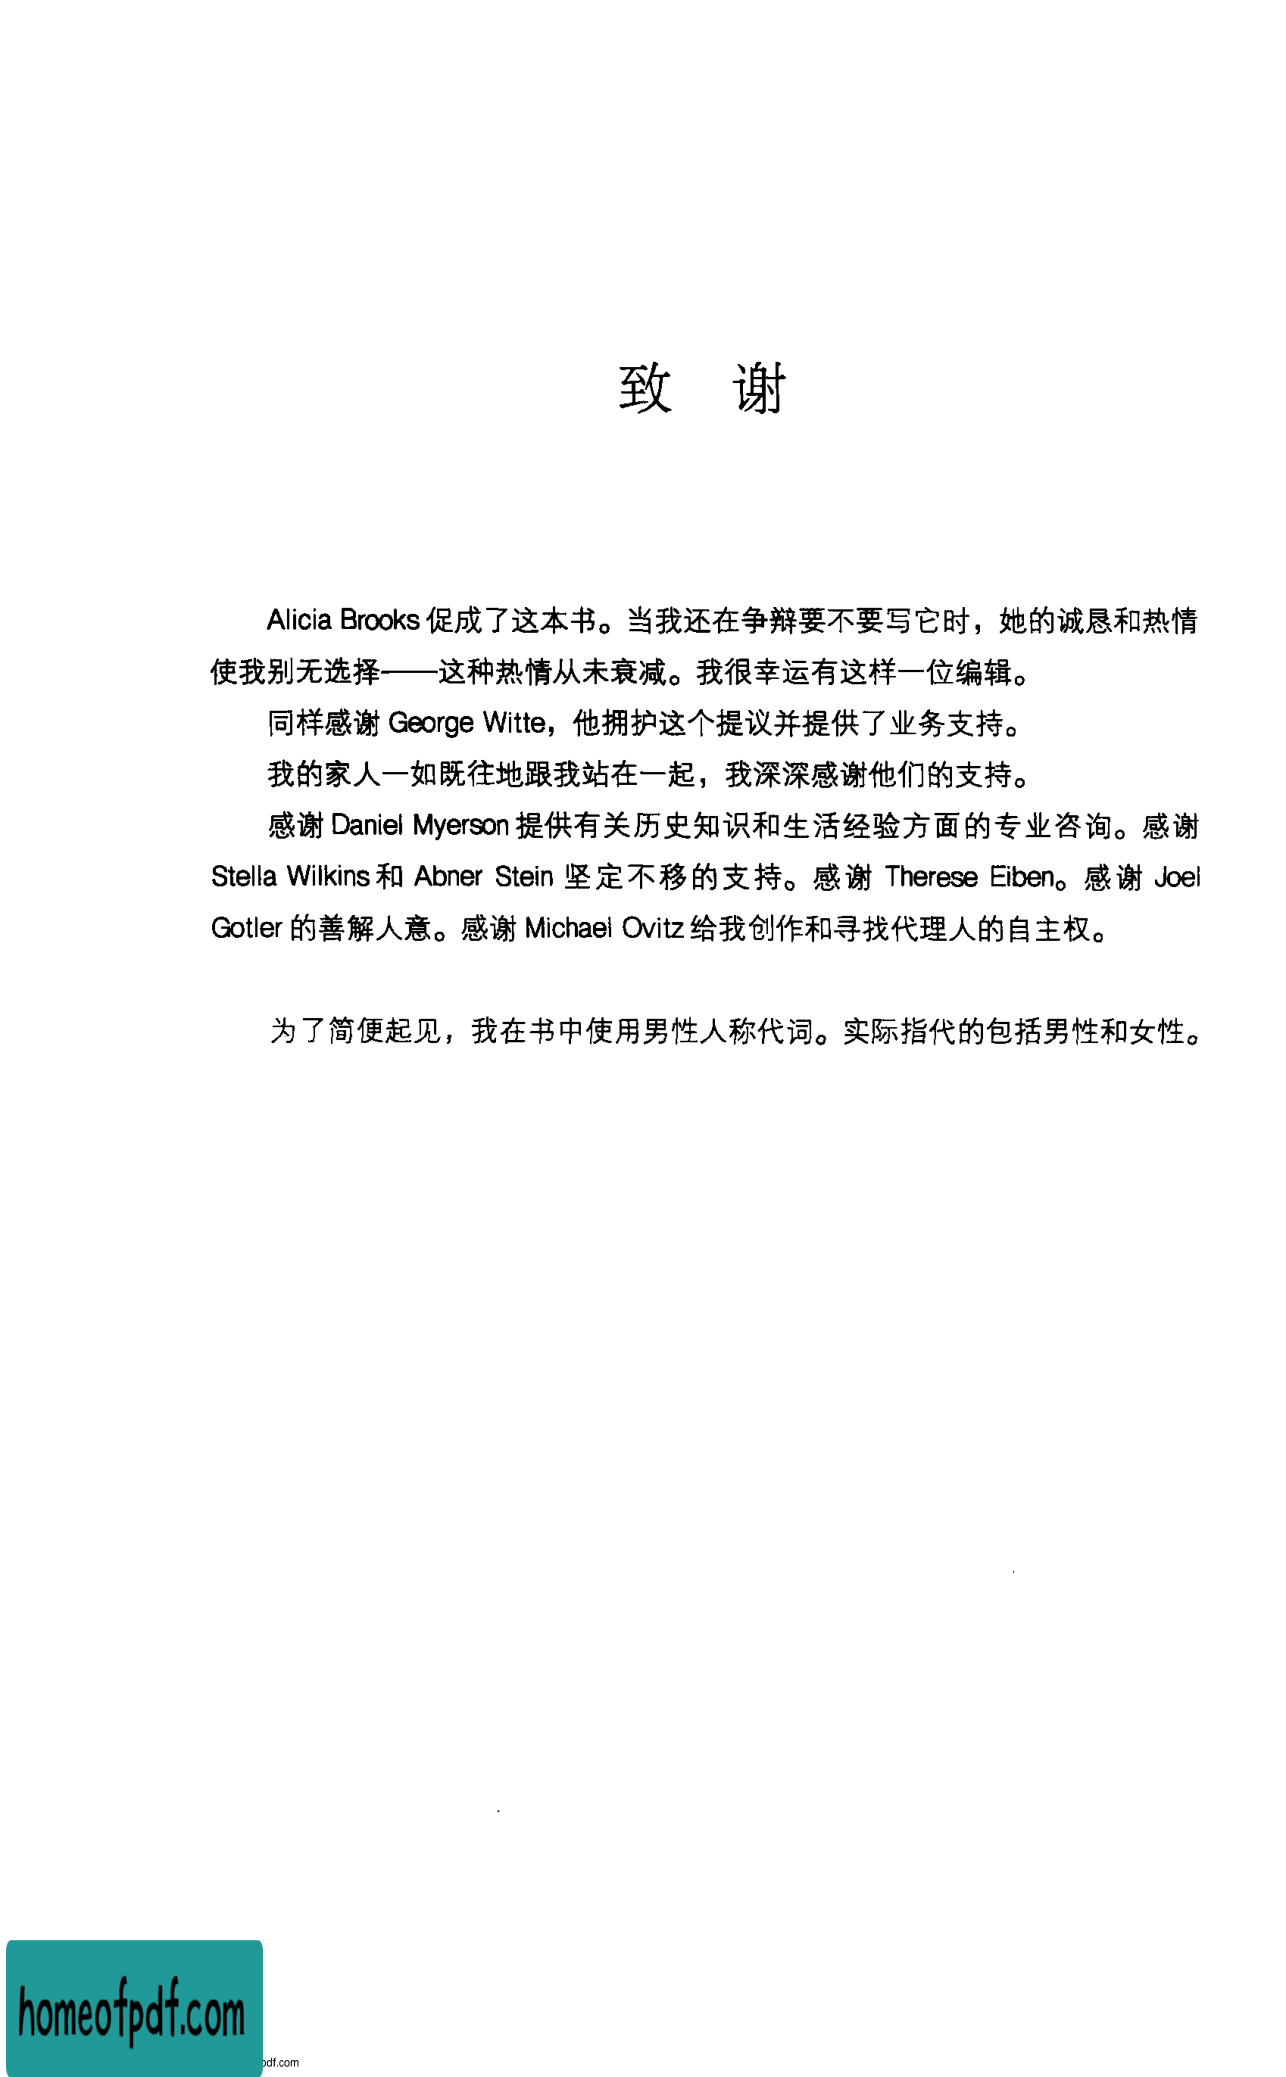 致 谢
Alicia Brooks 促成了这本书。当我还在争辩要不要写它时，她的诚恳和热情
使我别无选择——这种热情从未衰减。我很幸运有这样一位编辑。
同样感谢 George Witte，他拥护这个提议并提供了业务支持。
我的家人一如既往地跟我站在一起，我深深感谢他们的支持。
感谢 Daniel Myerson 提供有关历史知识和生活经验方面的专业咨询。感谢
Stella Wilkins 和 Abner Stein 坚定不移的支持。感谢 Therese Eiben。感谢 Joel
Gotler 的善解人意。感谢 Michael Ovitz 给我创作和寻找代理人的自主权。
为了简便起见，我在书中使用男性人称代词。实际指代的包括男性和女性。
homeofpdf.com
pdf.com